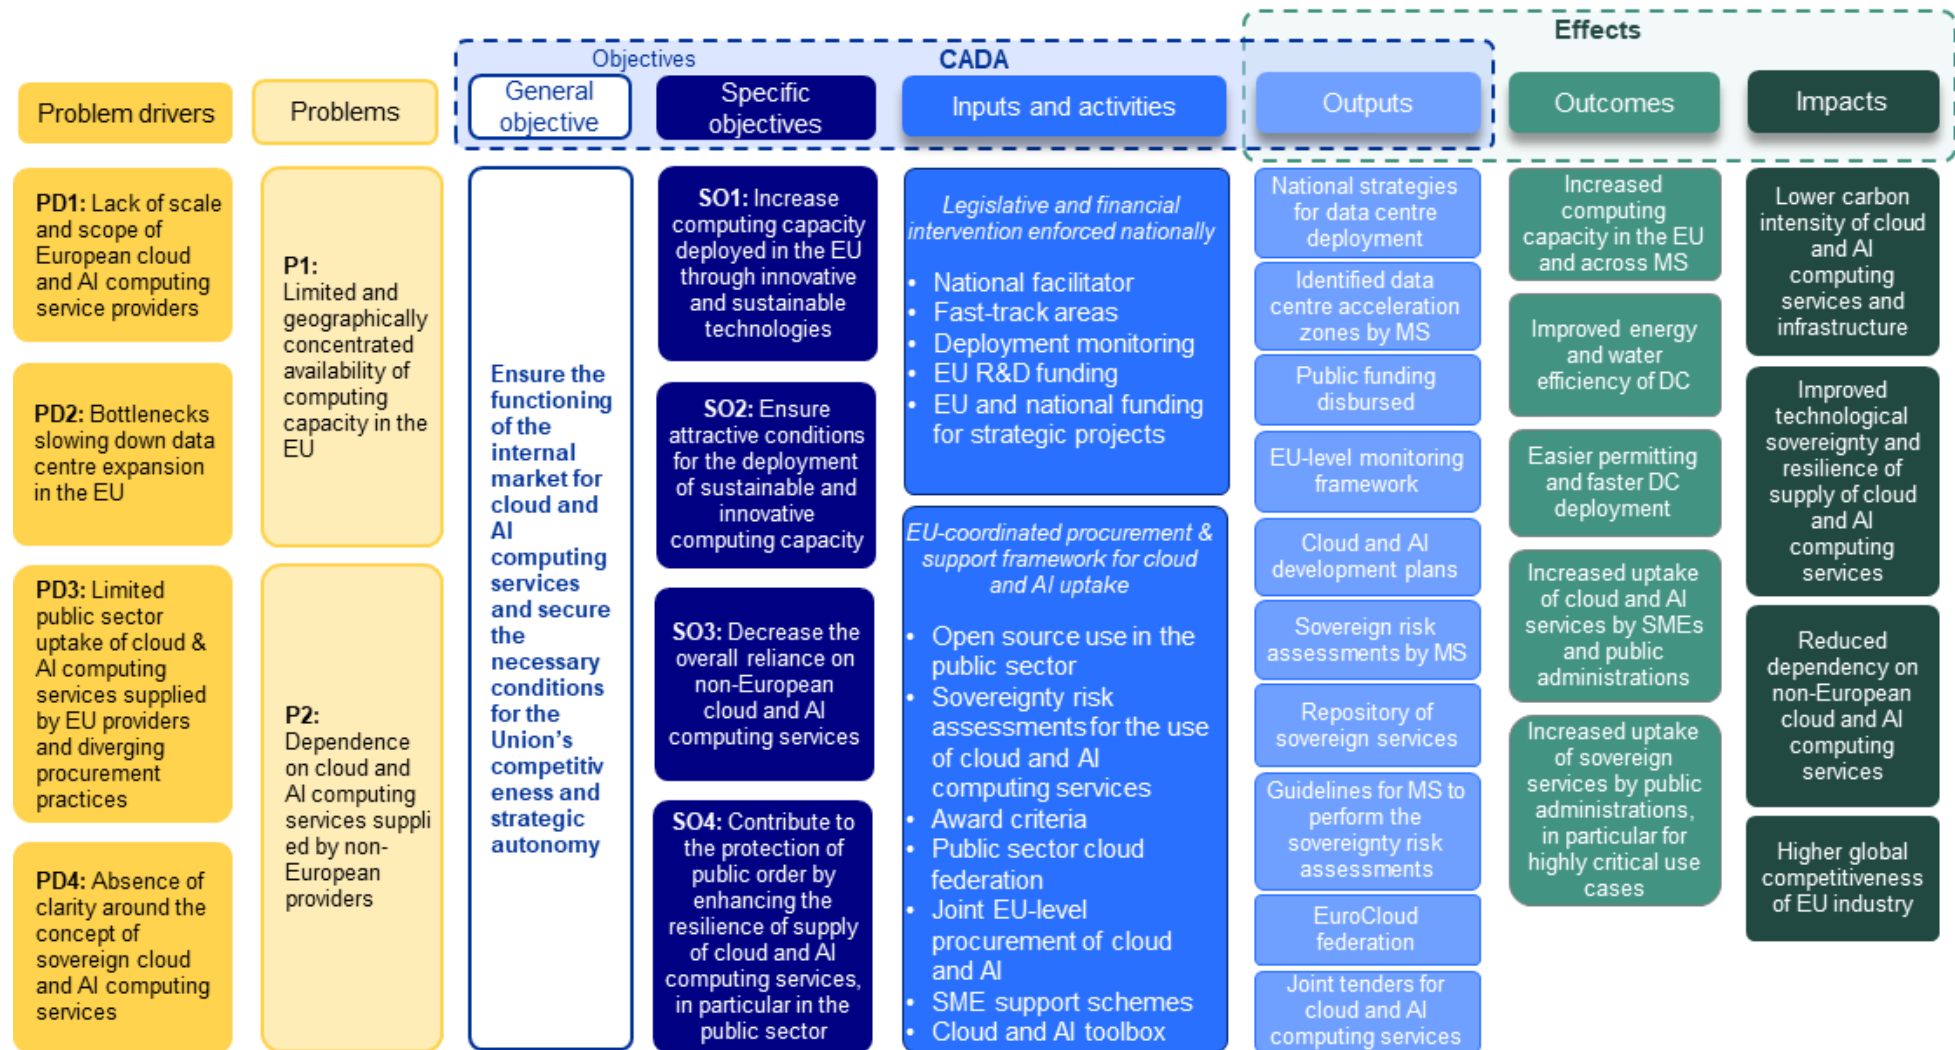 Effects
Objectives
CADA
Problem drivers
Problems
General
objective
Specific
objectives
Inputs and activities
Outputs
Outcomes
Impacts
PD1: Lack of scale
and scope of
European cloud
and AI computing
service providers
PD2: Bottlenecks
slowing down data
centre expansion
in the EU
PD3: Limited
public sector
uptake of cloud &
AI computing
services supplied
by EU providers
and diverging
procurement
practices
PD4: Absence of
clarity around the
concept of
sovereign cloud
and AI computing
services
P1:
Limited and
geographically
concentrated
availability of
computing
capacity in the
EU
P2:
Dependence
on cloud and
AI computing
services suppli
ed by non-
European
providers
Ensure the
functioning
of the
internal
market for
cloud and
AI
computing
services
and secure
the
necessary
conditions
for the
Union's
competitiv
eness and
strategic
autonomy
SO1: Increase
computing capacity
deployed in the EU
through innovative
and sustainable
technologies
SO2: Ensure
attractive conditions
for the deployment
of sustainable and
innovative
computing capacity
SO3: Decrease the
overall reliance on
non-European
cloud and AI
computing services
SO4: Contribute to
the protection of
public order by
enhancing the
resilience of supply
of cloud and AI
computing services,
in particular in the
public sector
Legislative and financial
intervention enforced nationally
• National facilitator
• Fast-track areas
• Deployment monitoring
• EU R&D funding
• EU and national funding
for strategic projects
EU-coordinated procurement &
support framework for cloud
and AI uptake
• Open source use in the
public sector
• Sovereignty risk
assessments for the use
of cloud and AI
computing services
• Award criteria
• Public sector cloud
federation
• Joint EU-level
procurement of cloud
and AI
• SME support schemes
• Cloud and AI toolbox
National strategies
for data centre
deployment
Identified data
centre acceleration
zones by MS
Public funding
disbursed
EU-level monitoring
framework
Cloud and AI
development plans
Sovereign risk
assessments by MS
Repository of
sovereign services
Guidelines for MS to
perform the
sovereignty risk
assessments
EuroCloud
federation
Joint tenders for
cloud and AI
computing services
Increased
computing
capacity in the EU
and across MS
Improved energy
and water
efficiency of DC
Easier permitting
and faster DC
deployment
Increased uptake
of cloud and AI
services by SMEs
and public
administrations
Increased uptake
of sovereign
services by public
administrations,
in particular for
highly critical use
cases
Lower carbon
intensity of cloud
and AI
computing
services and
infrastructure
Improved
technological
sovereignty and
resilience of
supply of cloud
and AI
computing
services
Reduced
dependency on
non-European
cloud and AI
computing
services
Higher global
competitiveness
of EU industry